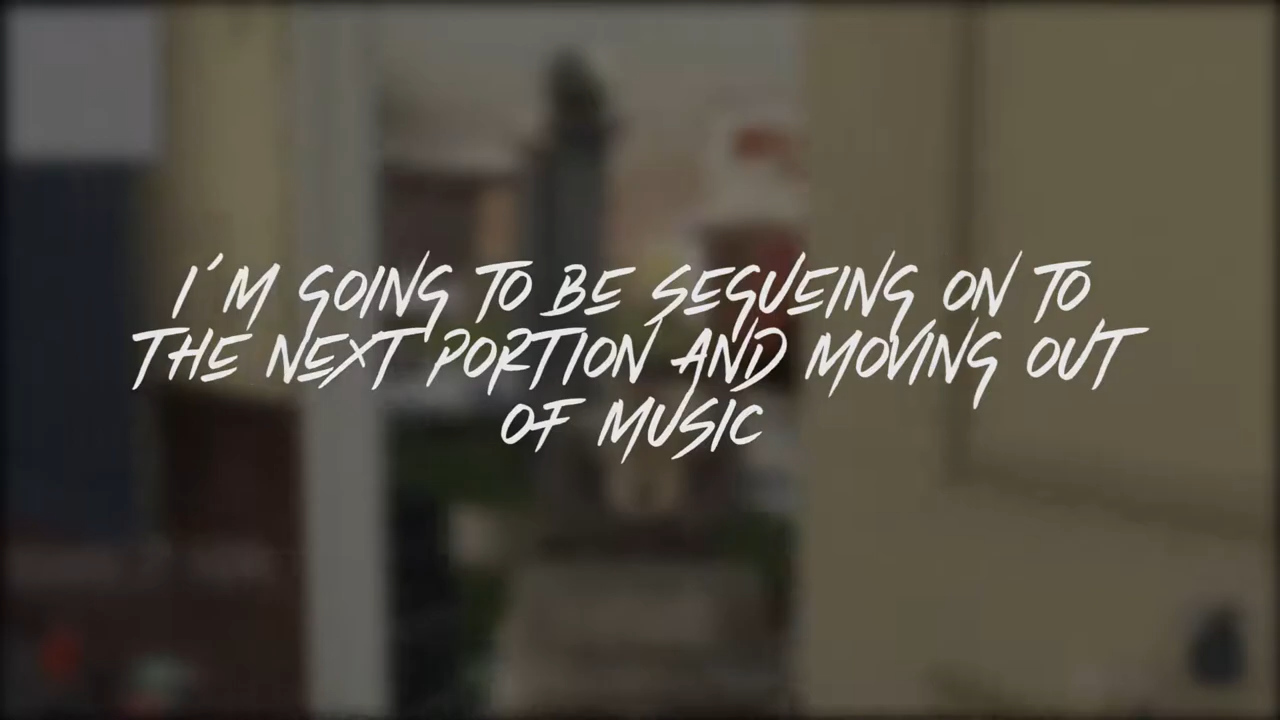 I'M GOING TO BE SEGUEING ON TO
THE NEXT PORTION AND MOVING OUT
OF MUSIC